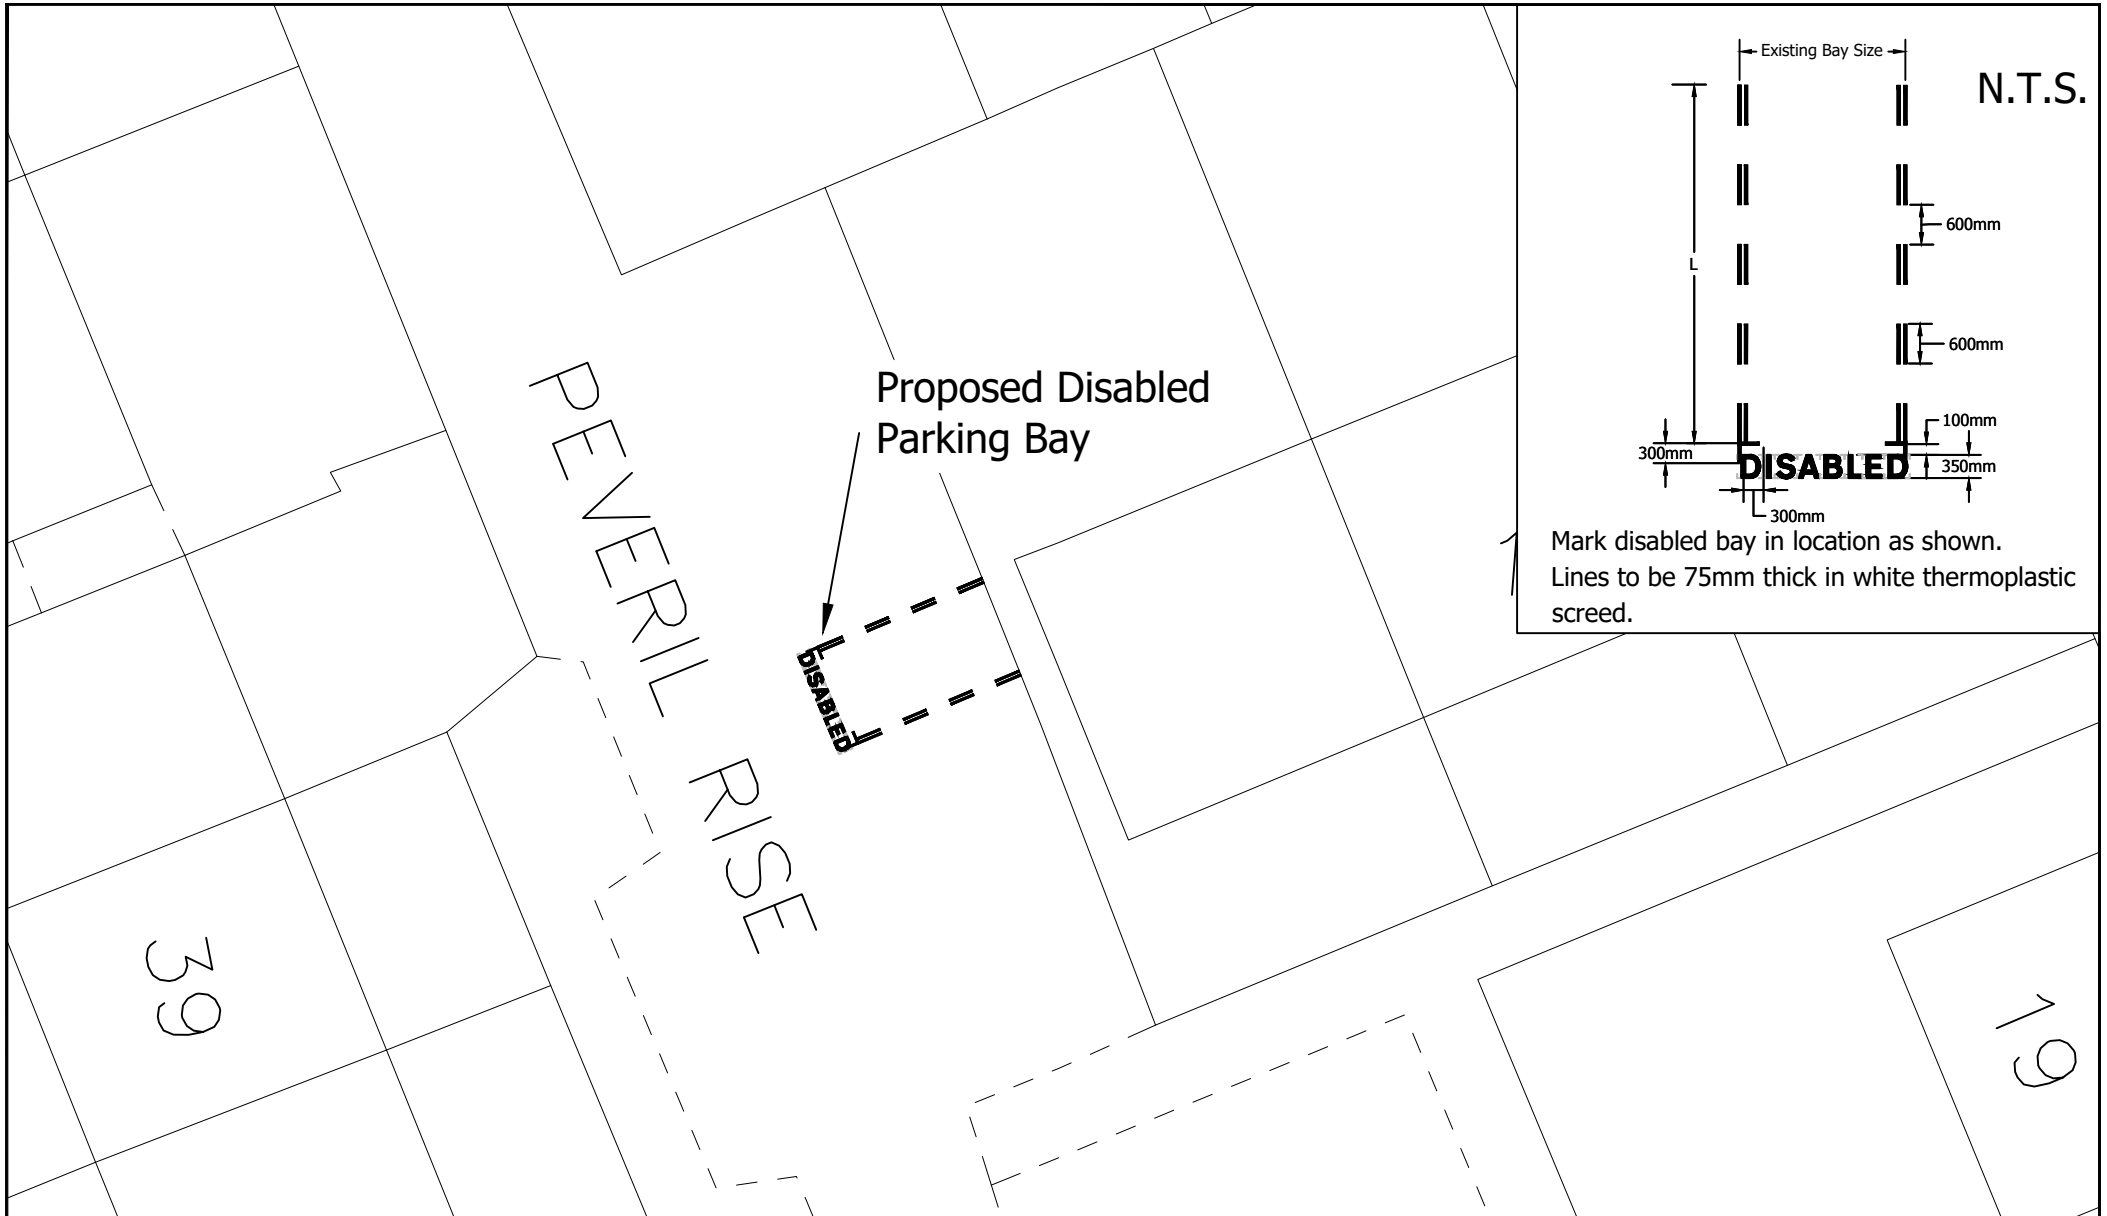 Existing Bay Size
N.T.S.
600mm
L
600mm
100mm
300mm
350mm
DISABLED
300mm
Mark disabled bay in location as shown.
Lines to be 75mm thick in white thermoplastic
screed.
Proposed Disabled
Parking Bay
PEVERIL RISE
DISABLED
39
19